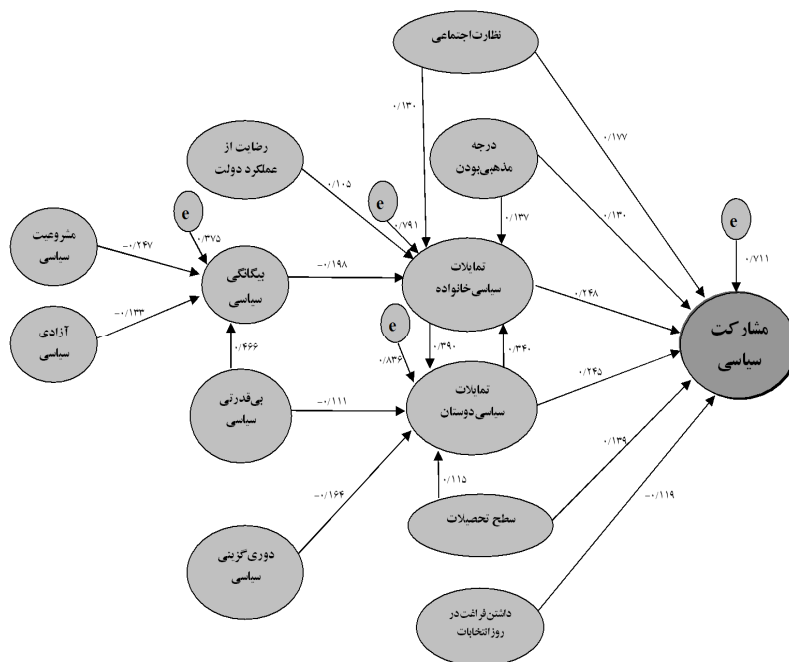 نظارت اجتماعی
۰/۱۳۰
۰/۱۷۷
رضایت از
عملکرد دولت
درجه
مذهبی بودن
۰/۱۰۵
e
۰/۷۹۱
۰/۱۳۷
۰/۱۳۰
e
۰/۷۱۱
مشروعیت
سیاسی
-۰/۲۴۷
e
۰/۳۷۵
بیگانگی
سیاسی
-۰/۱۹۸
تمایلات
سیاسی خانواده
۰/۲۴۸
آزادی
سیاسی
-۰/۱۳۳
۰/۴۶۶
e
۰/۸۳۶
۰/۳۹۰
۰/۳۴۰
مشارکت
سیاسی
بی قدرتی
سیاسی
-۰/۱۱۱
تمایلات
سیاسی دوستان
۰/۲۴۵
-۰/۱۶۴
۰/۱۱۵
۰/۱۳۹
-۰/۱۱۹
سطح تحصیلات
دوری گزینی
سیاسی
داشتن فراغت در
روز انتخابات